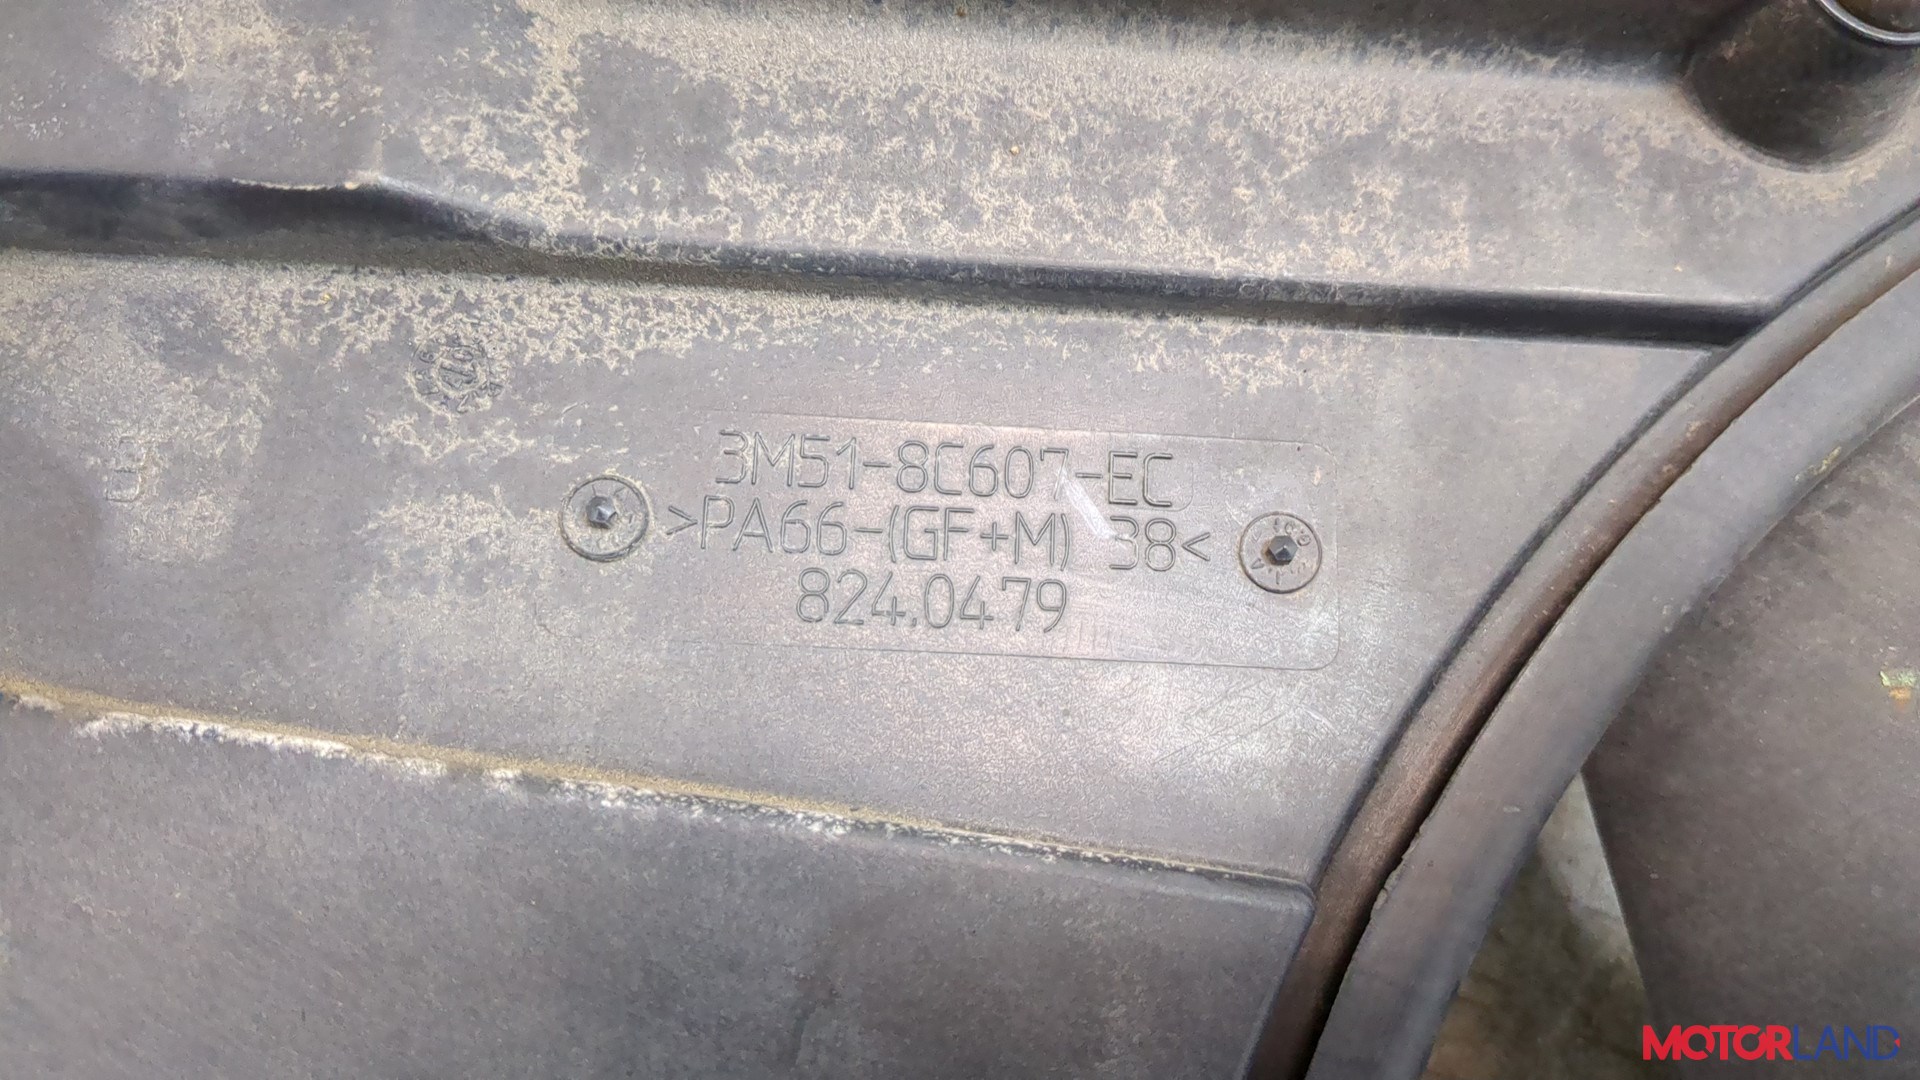 3M51-8C607-EC
>PA66-(GF+M) 38<
824.0479
MOTORLAND